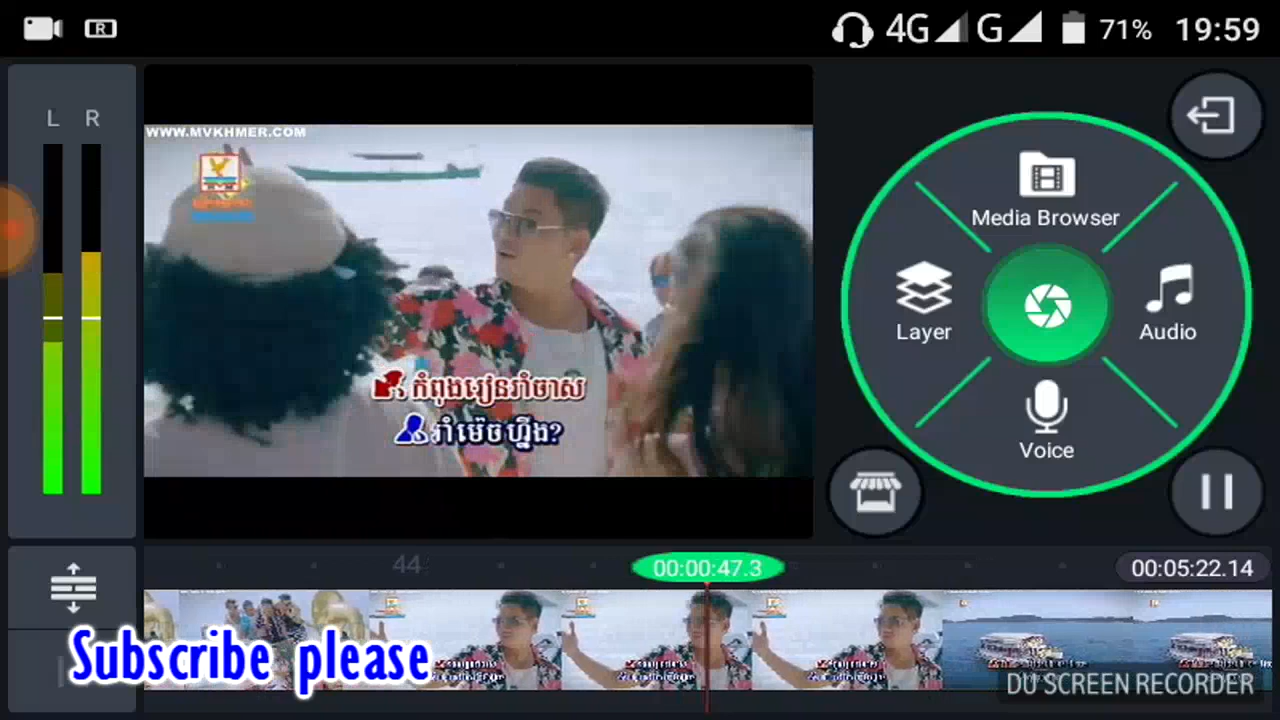 R
4G
G
71%
19:59
L R
WWW.MVKHMER.COM
កំពុងរៀនរាំចាស
រាំម៉េចហ្នឹង?
Media Browser
Layer
Audio
Voice
44
00:00:47.3
00:05:22.14
Subscribe please
DU SCREEN RECORDER